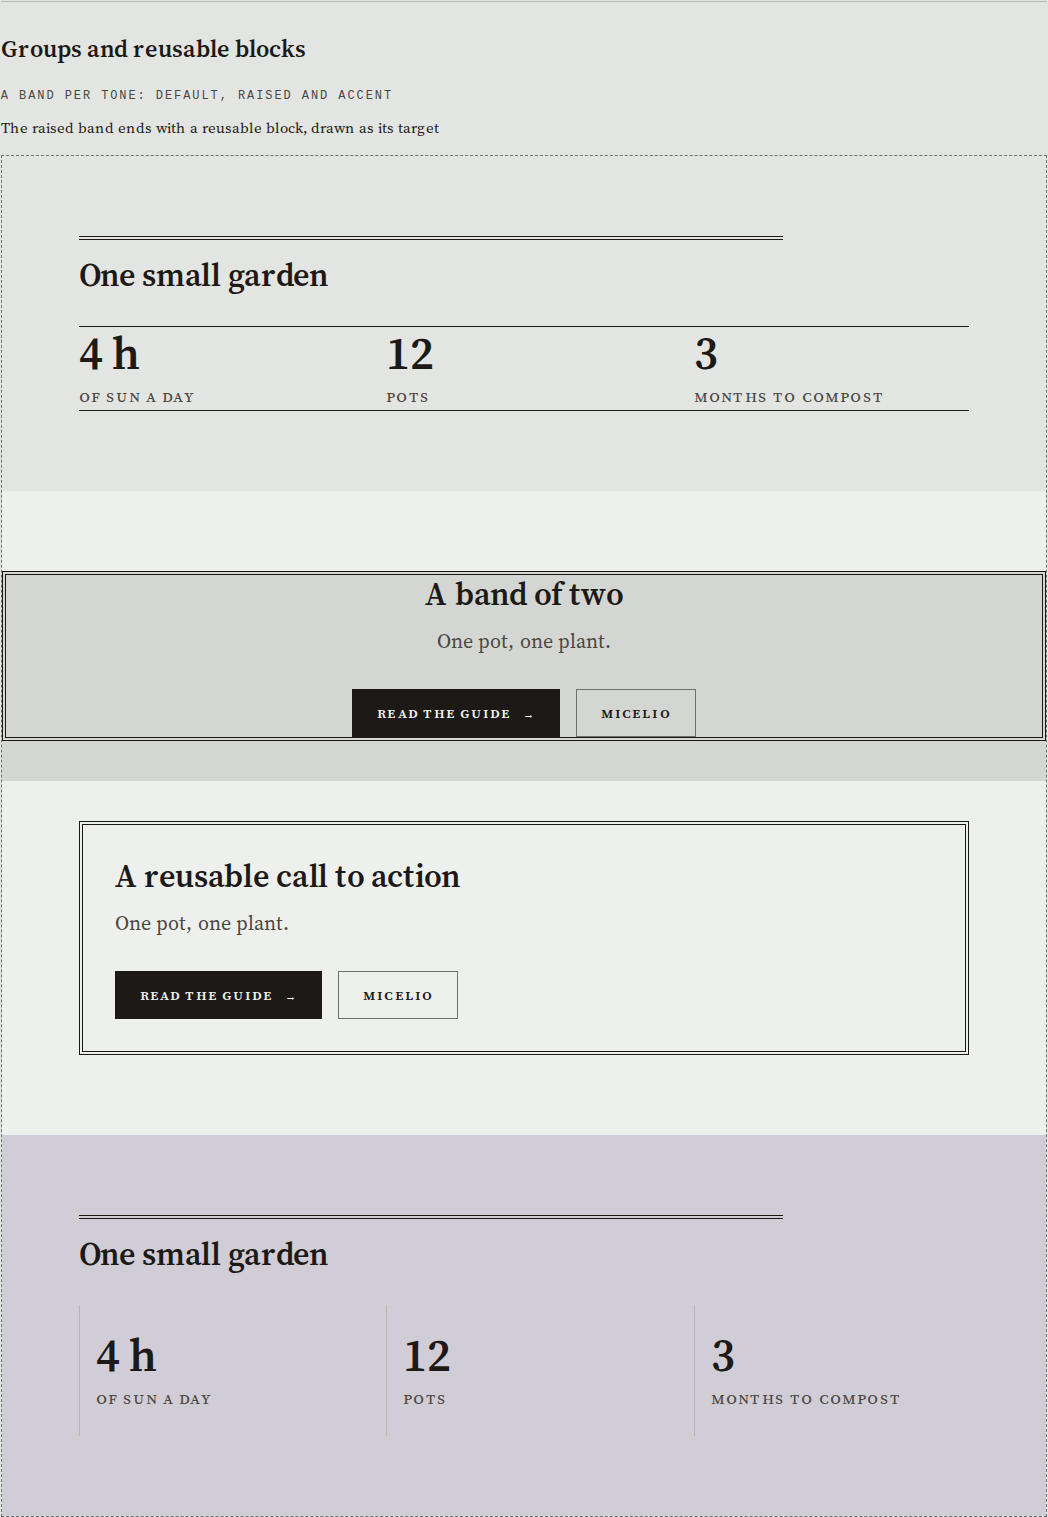 Groups and reusable blocks
A BAND PER TONE: DEFAULT, RAISED AND ACCENT
The raised band ends with a reusable block, drawn as its target
One small garden
4 h 12 3
OF SUN A DAY POTS MONTHS TO COMPOST
A band of two
One pot, one plant.
READ THE GUIDE → MICELIO
A reusable call to action
One pot, one plant.
READ THE GUIDE → MICELIO
One small garden
4 h 12 3
OF SUN A DAY POTS MONTHS TO COMPOST